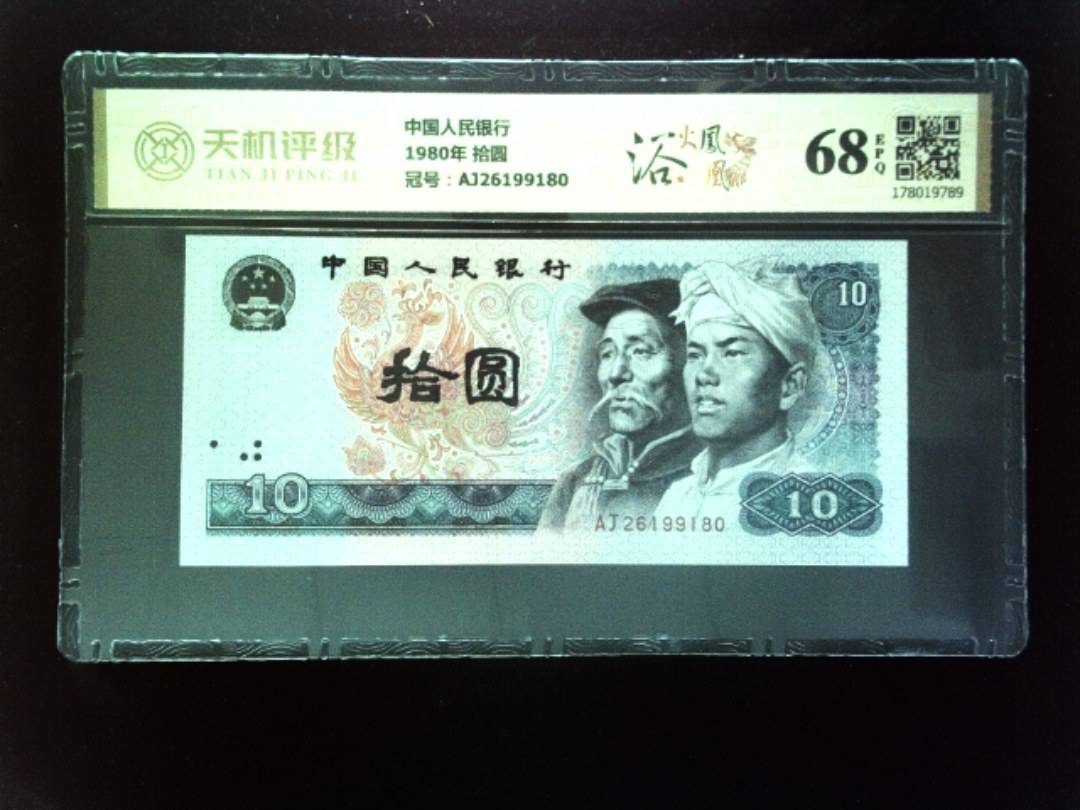 天机评级
TIAN JI PING JI
中国人民银行
1980年 拾圆
冠号：AJ26199180
浴火凤凰
68
EPQ
178019789
中国人民银行
10
拾圆
10
10
AJ26199180